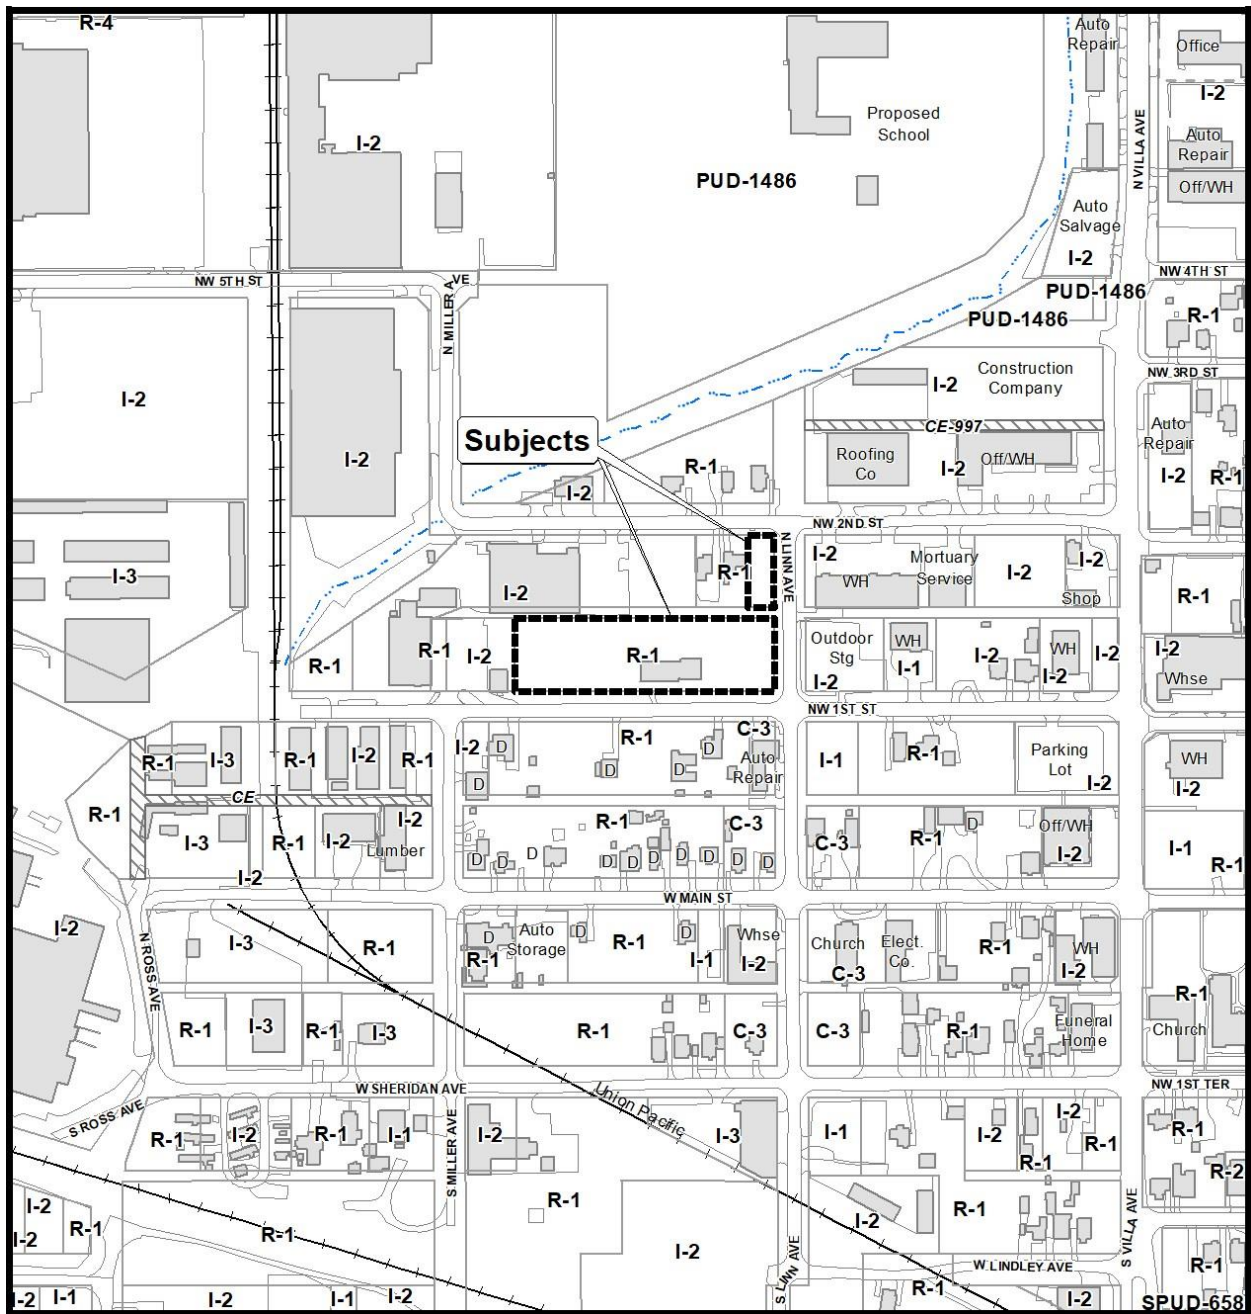 R-4
Auto
Repair
Office
I-2
I-2
Proposed
School
N VILLA AVE
Auto
Repair
PUD-1486
Off/WH
Auto
Salvage
I-2
NW 5TH ST
N MILLER AVE
NW 4TH ST
PUD-1486
PUD-1486
R-1
NW 3RD ST
Construction
Company
I-2
I-2
CE-997
Auto
Repair
Subjects
I-2
Roofing
Co
I-2
Off/WH
R-1
I-2
R-1
I-2
NW 2ND ST
N LINN AVE
I-2
Mortuary
Service
I-2
I-2
I-3
R-1
WH
I-2
Shop
R-1
R-1
R-1
I-2
R-1
Outdoor
Stg
I-2
WH
I-1
I-2
WH
I-2
I-2
I-2
Whse
NW 1ST ST
R-1
I-3
R-1
I-2
R-1
I-2
D
D
R-1
D
D
C-3
Auto
Repair
I-1
R-1
Parking
Lot
I-2
WH
I-2
CE
R-1
I-3
R-1
I-2
I-2
Lumber
I-2
R-1
D
D
D
D
D
D
D
C-3
D
D
C-3
R-1
D
Off/WH
I-2
I-1
R-1
W MAIN ST
I-2
N ROSS AVE
I-3
R-1
D
R-1
Auto
Storage
D
R-1
D
I-1
Whse
I-2
Church
C-3
Elect.
Co.
R-1
WH
I-2
R-1
Church
R-1
I-3
R-1
I-3
R-1
C-3
C-3
R-1
Funeral
Home
W SHERIDAN AVE
NW 1ST TER
Union Pacific
S ROSS AVE
R-1
I-2
R-1
I-1
S MILLER AVE
I-2
I-3
I-1
I-2
I-2
R-1
R-1
R-1
R-2
I-2
I-2
R-1
R-1
R-1
I-2
S LINN AVE
I-2
R-1
S VILLA AVE
W LINDLEY AVE
R-1
I-2
I-1
I-2
I-1
I-2
R-1
I-2
SPUD-658